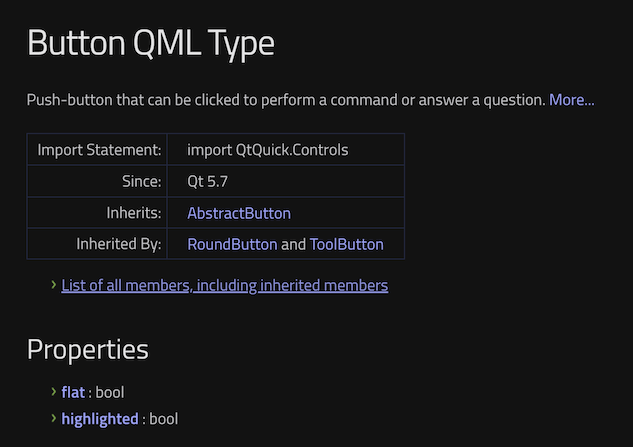 Button QML Type
Push-button that can be clicked to perform a command or answer a question. More...
Import Statement: import QtQuick.Controls
Since: Qt 5.7
Inherits: AbstractButton
Inherited By: RoundButton and ToolButton
› List of all members, including inherited members
Properties
› flat : bool
› highlighted : bool